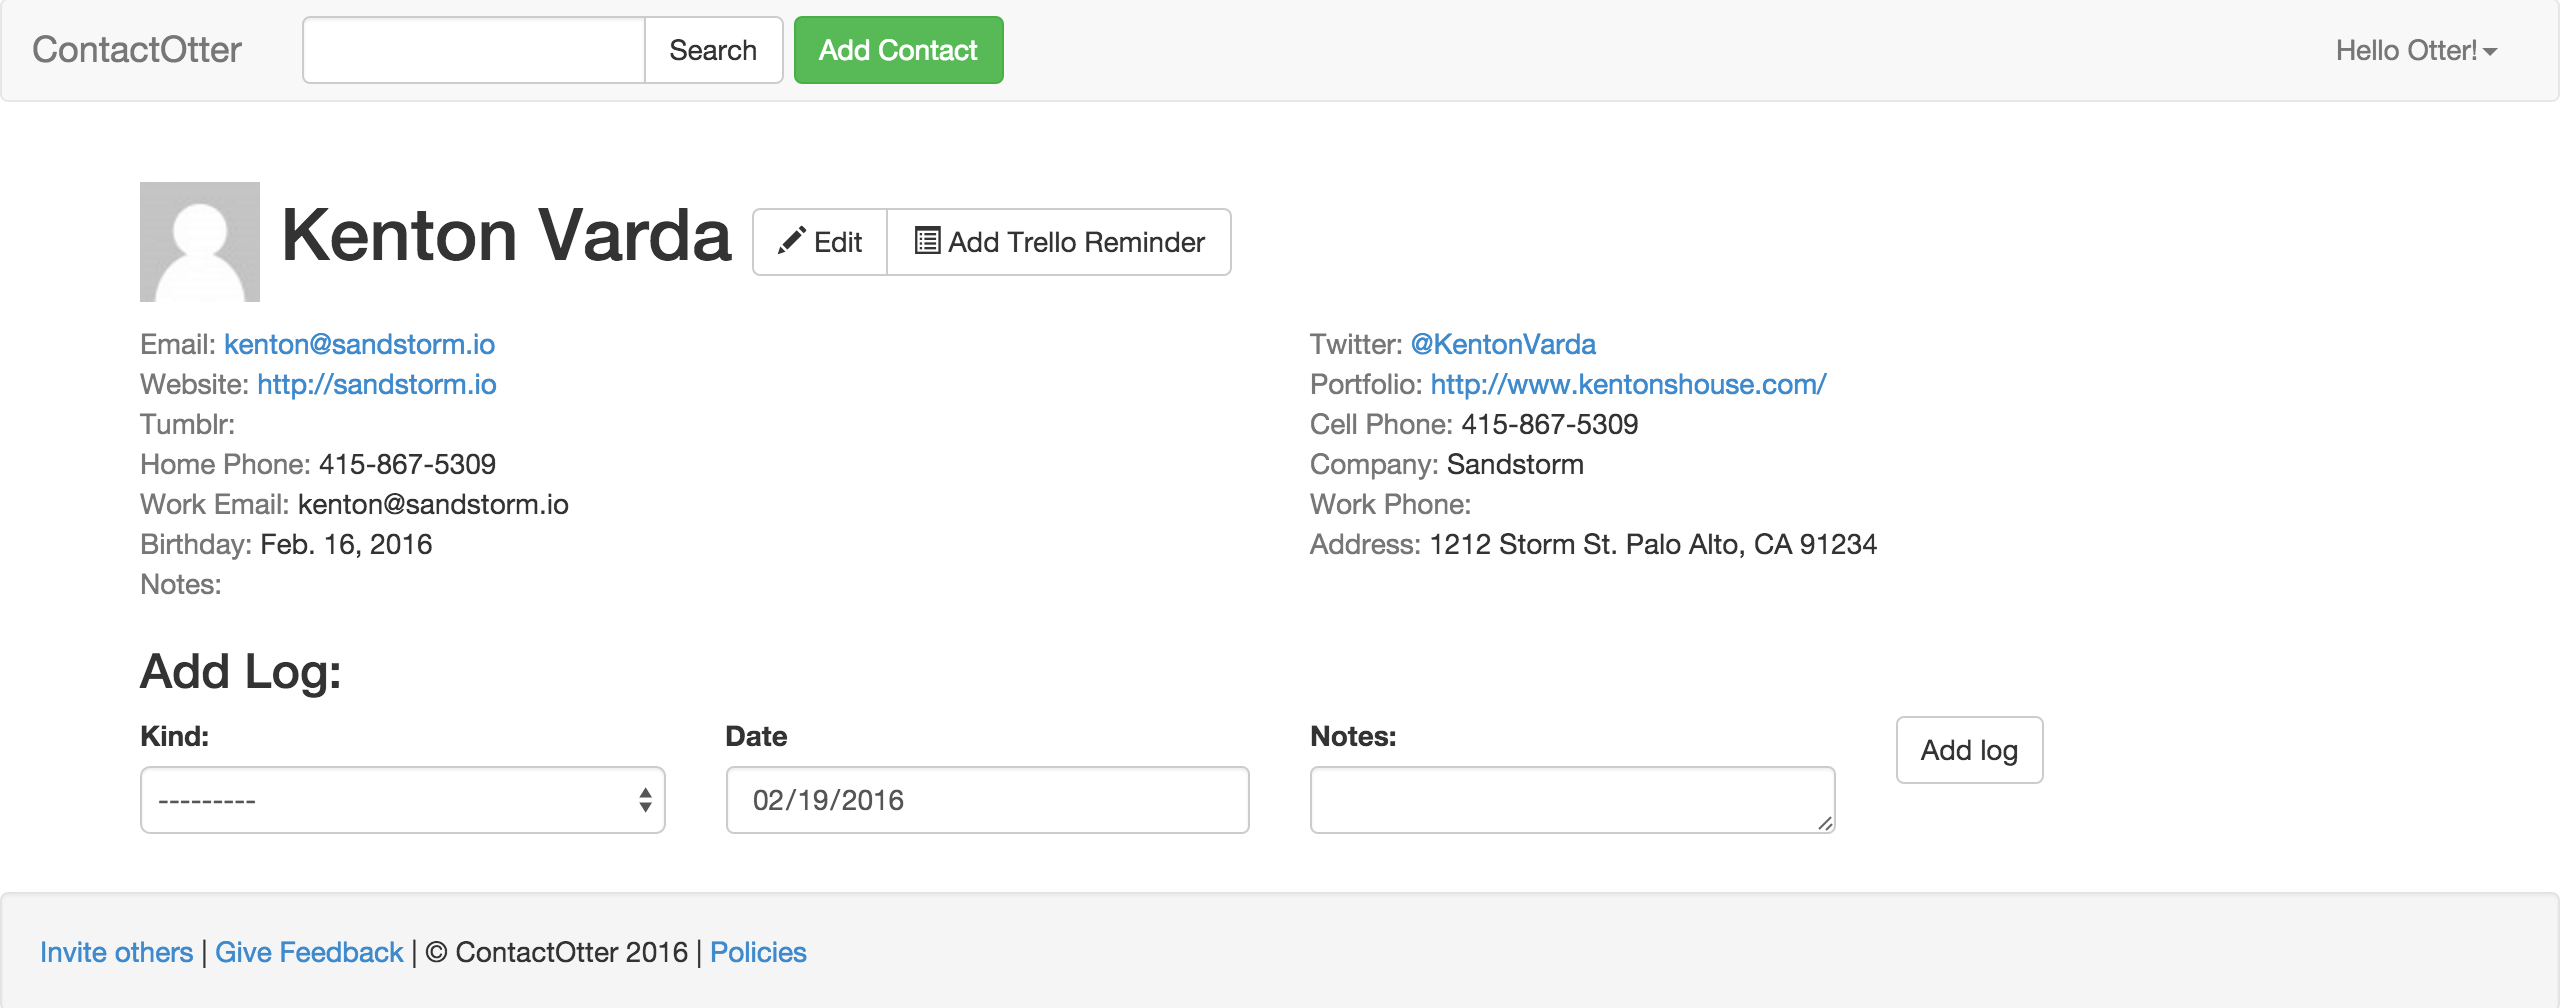 ContactOtter Search Add Contact Hello Otter!
Kenton Varda Edit Add Trello Reminder
Email: kenton@sandstorm.io
Website: http://sandstorm.io
Tumblr:
Home Phone: 415-867-5309
Work Email: kenton@sandstorm.io
Birthday: Feb. 16, 2016
Notes:
Twitter: @KentonVarda
Portfolio: http://www.kentonshouse.com/
Cell Phone: 415-867-5309
Company: Sandstorm
Work Phone:
Address: 1212 Storm St. Palo Alto, CA 91234
Add Log:
Kind:
---------
Date
02/19/2016
Notes:
Add log
Invite others | Give Feedback | © ContactOtter 2016 | Policies